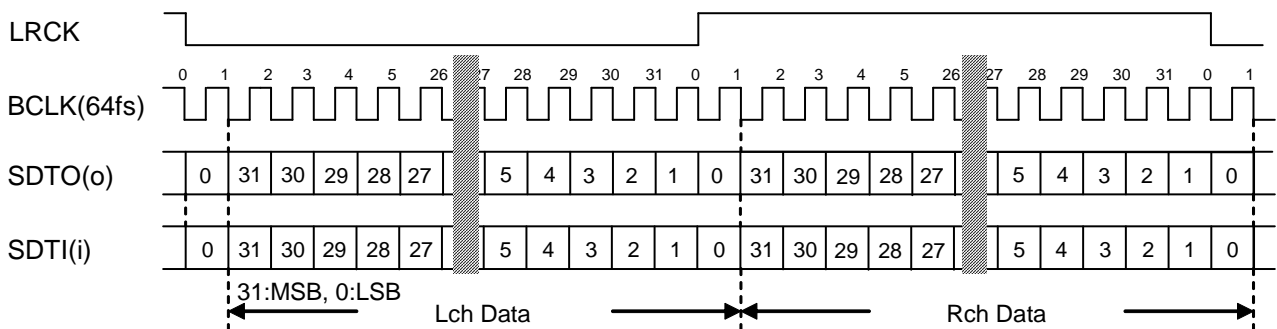 LRCK
0 1 2 3 4 5 26 27 28 29 30 31 0 1 2 3 4 5 26 27 28 29 30 31 0 1
BCLK(64fs)
SDTO(o) 0 31 30 29 28 27 5 4 3 2 1 0 31 30 29 28 27 5 4 3 2 1 0
SDTI(i) 0 31 30 29 28 27 5 4 3 2 1 0 31 30 29 28 27 5 4 3 2 1 0
31:MSB, 0:LSB
Lch Data Rch Data